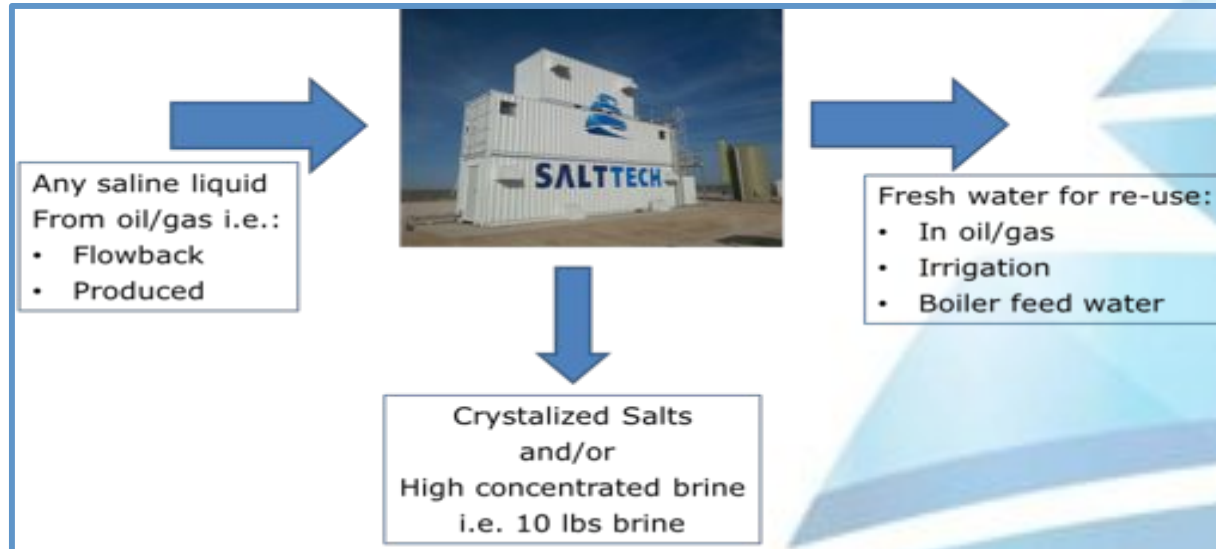 SALTTECH
Any saline liquid
From oil/gas i.e.:
• Flowback
• Produced
Fresh water for re-use:
• In oil/gas
• Irrigation
• Boiler feed water
Crystalized Salts
and/or
High concentrated brine
i.e. 10 lbs brine